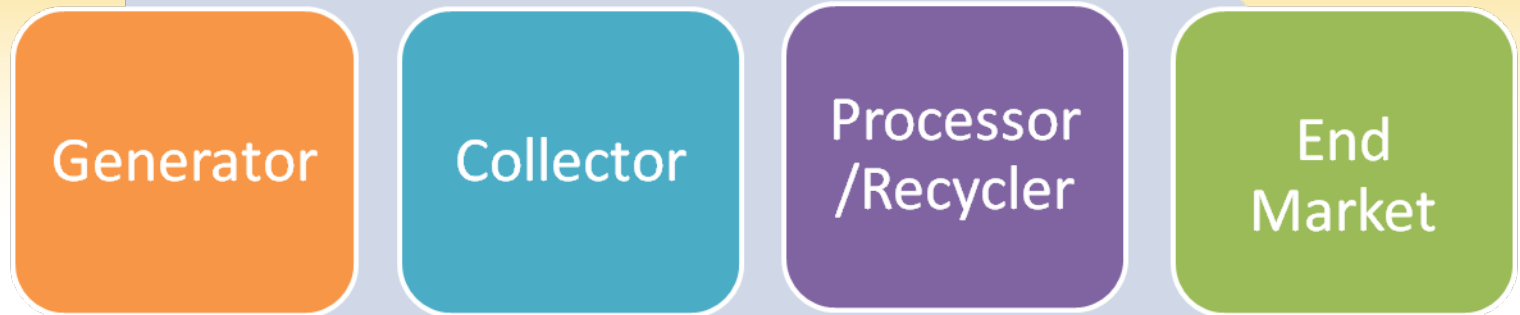 Generator
Collector
Processor
/Recycler
End
Market